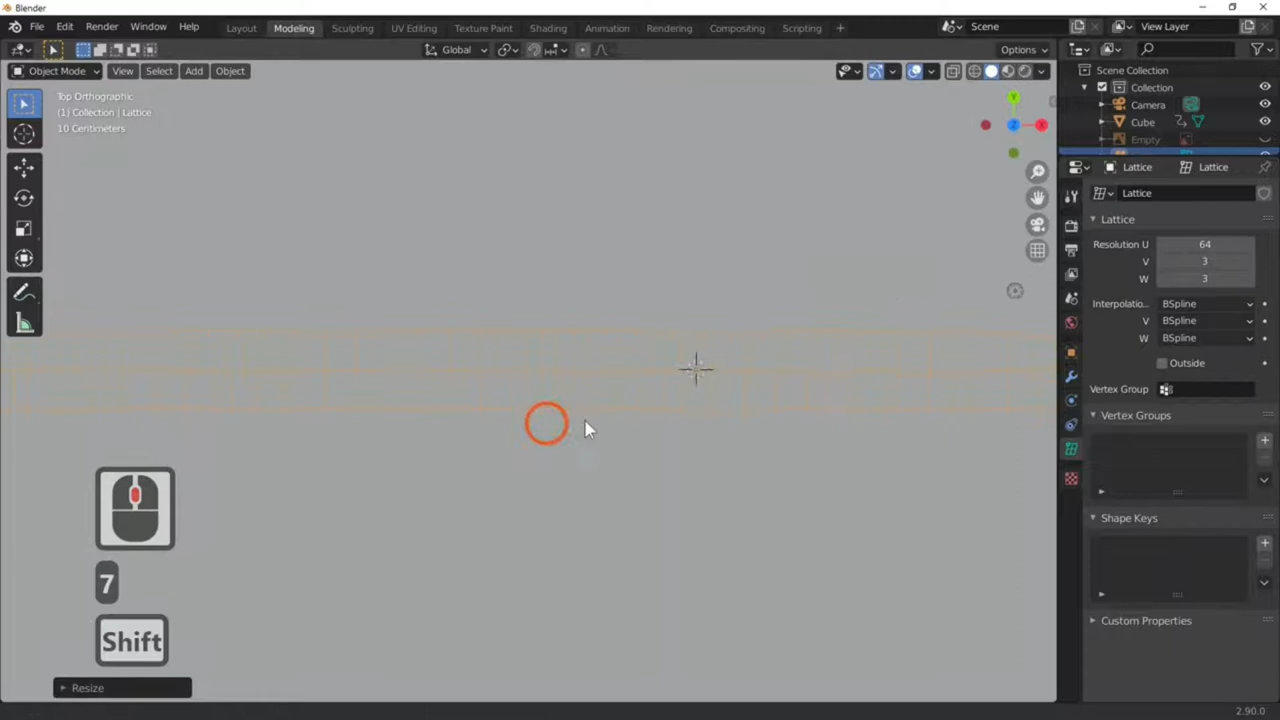 Blender
File Edit Render Window Help
Layout Modeling Sculpting UV Editing Texture Paint Shading Animation Rendering Compositing Scripting +
Scene
View Layer
Global
Options
Object Mode View Select Add Object
Top Orthographic
(1) Collection | Lattice
10 Centimeters
Y
Z
X
Scene Collection
Collection
Camera
Cube
Empty
Lattice Lattice
Lattice
Lattice
Resolution U 64
V 3
W 3
Interpolatio... BSpline
V BSpline
W BSpline
Outside
Vertex Group
Vertex Groups
Shape Keys
Custom Properties
7
Shift
Resize
2.90.0